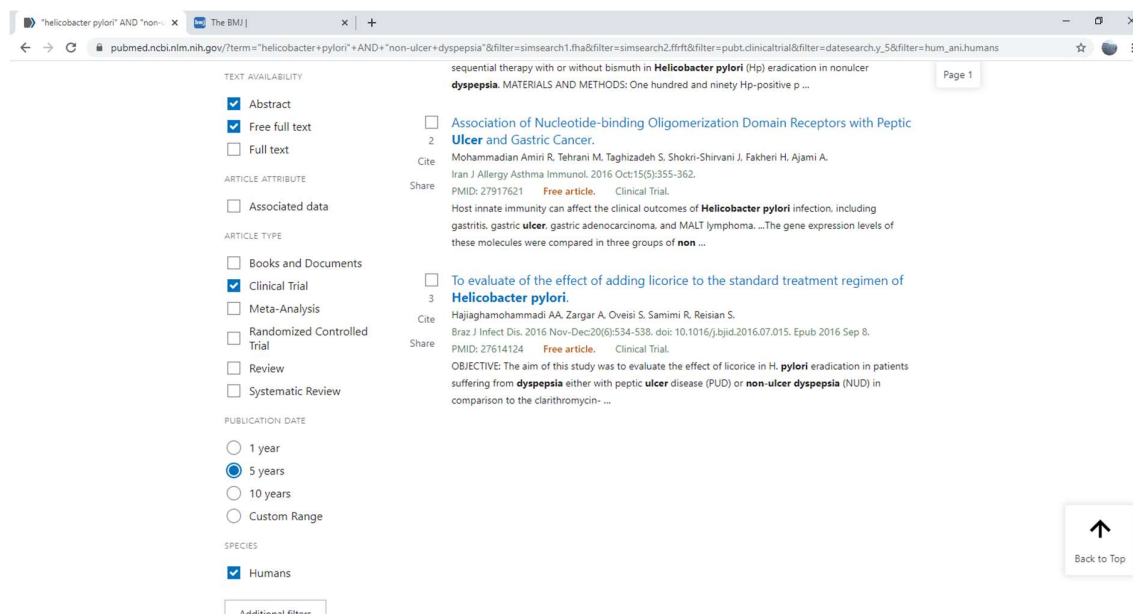 "helicobacter pylori" AND "non-u
The BMJ |
pubmed.ncbi.nlm.nih.gov/?term="helicobacter+pylori"+AND+"non-ulcer+dyspepsia"&filter=simsearch1.fha&filter=simsearch2.ffrft&filter=pubt.clinicaltrial&filter=datesearch.y_5&filter=hum_ani.humans
TEXT AVAILABILITY
Abstract
Free full text
Full text
ARTICLE ATTRIBUTE
Associated data
ARTICLE TYPE
Books and Documents
Clinical Trial
Meta-Analysis
Randomized Controlled
Trial
Review
Systematic Review
PUBLICATION DATE
1 year
5 years
10 years
Custom Range
SPECIES
Humans
Additional filters
sequential therapy with or without bismuth in Helicobacter pylori (Hp) eradication in nonulcer
dyspepsia. MATERIALS AND METHODS: One hundred and ninety Hp-positive p ...
Page 1
2
Cite
Share
Association of Nucleotide-binding Oligomerization Domain Receptors with Peptic
Ulcer and Gastric Cancer.
Mohammadian Amiri R, Tehrani M, Taghizadeh S, Shokri-Shirvani J, Fakheri H, Ajami A.
Iran J Allergy Asthma Immunol. 2016 Oct;15(5):355-362.
PMID: 27917621 Free article. Clinical Trial.
Host innate immunity can affect the clinical outcomes of Helicobacter pylori infection, including
gastritis, gastric ulcer, gastric adenocarcinoma, and MALT lymphoma. ...The gene expression levels of
these molecules were compared in three groups of non ...
3
Cite
Share
To evaluate of the effect of adding licorice to the standard treatment regimen of
Helicobacter pylori.
Hajiaghamohammadi AA, Zargar A, Oveisi S, Samimi R, Reisian S.
Braz J Infect Dis. 2016 Nov-Dec;20(6):534-538. doi: 10.1016/j.bjid.2016.07.015. Epub 2016 Sep 8.
PMID: 27614124 Free article. Clinical Trial.
OBJECTIVE: The aim of this study was to evaluate the effect of licorice in H. pylori eradication in patients
suffering from dyspepsia either with peptic ulcer disease (PUD) or non-ulcer dyspepsia (NUD) in
comparison to the clarithromycin- ...
Back to Top